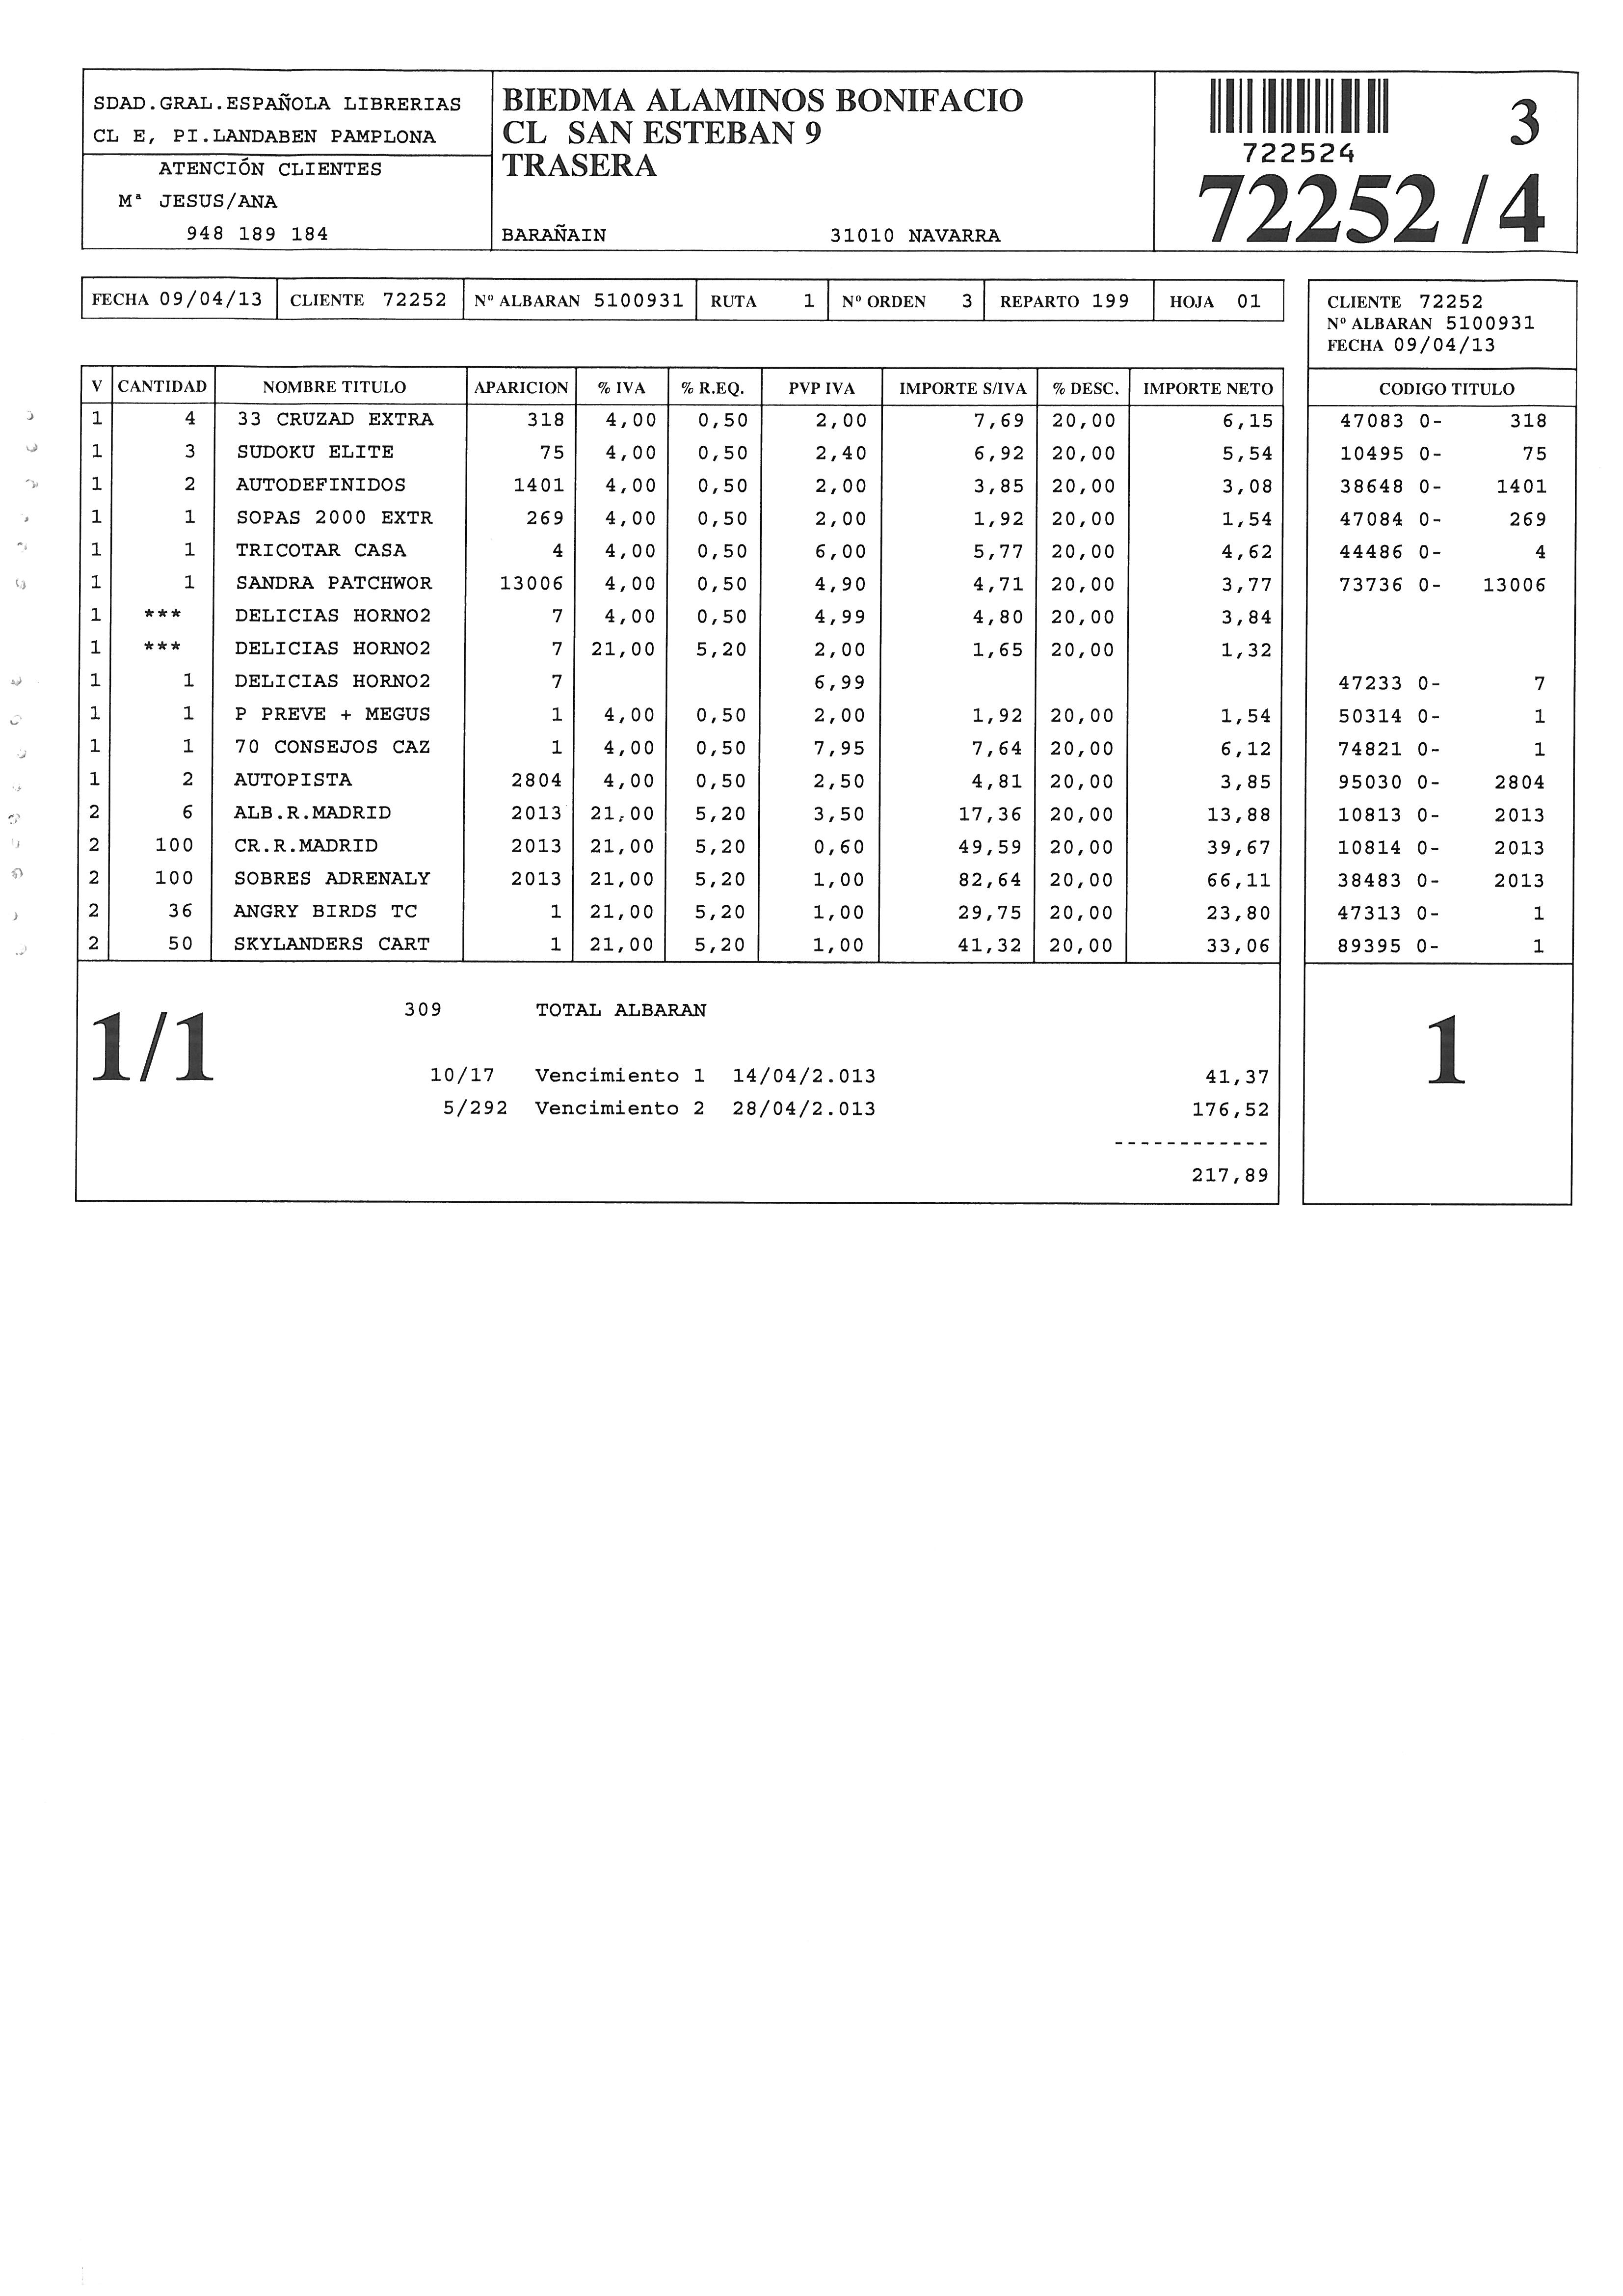 SDAD.GRAL.ESPAÑOLA LIBRERIAS
CL E, PI.LANDABEN PAMPLONA
ATENCIÓN CLIENTES
Mª JESUS/ANA
948 189 184
BIEDMA ALAMINOS BONIFACIO
CL SAN ESTEBAN 9
TRASERA
BARAÑAIN 31010 NAVARRA
3
722524
72252/4
FECHA 09/04/13 CLIENTE 72252 Nº ALBARAN 5100931 RUTA 1 Nº ORDEN 3 REPARTO 199 HOJA 01
CLIENTE 72252
Nº ALBARAN 5100931
FECHA 09/04/13
V CANTIDAD NOMBRE TITULO APARICION % IVA % R.EQ. PVP IVA IMPORTE S/IVA % DESC. IMPORTE NETO CODIGO TITULO
1 4 33 CRUZAD EXTRA 318 4,00 0,50 2,00 7,69 20,00 6,15 47083 0- 318
1 3 SUDOKU ELITE 75 4,00 0,50 2,40 6,92 20,00 5,54 10495 0- 75
1 2 AUTODEFINIDOS 1401 4,00 0,50 2,00 3,85 20,00 3,08 38648 0- 1401
1 1 SOPAS 2000 EXTR 269 4,00 0,50 2,00 1,92 20,00 1,54 47084 0- 269
1 1 TRICOTAR CASA 4 4,00 0,50 6,00 5,77 20,00 4,62 44486 0- 4
1 1 SANDRA PATCHWOR 13006 4,00 0,50 4,90 4,71 20,00 3,77 73736 0- 13006
1 *** DELICIAS HORNO2 7 4,00 0,50 4,99 4,80 20,00 3,84
1 *** DELICIAS HORNO2 7 21,00 5,20 2,00 1,65 20,00 1,32
1 1 DELICIAS HORNO2 7 6,99 47233 0- 7
1 1 P PREVE + MEGUS 1 4,00 0,50 2,00 1,92 20,00 1,54 50314 0- 1
1 1 70 CONSEJOS CAZ 1 4,00 0,50 7,95 7,64 20,00 6,12 74821 0- 1
1 2 AUTOPISTA 2804 4,00 0,50 2,50 4,81 20,00 3,85 95030 0- 2804
2 6 ALB.R.MADRID 2013 21,00 5,20 3,50 17,36 20,00 13,88 10813 0- 2013
2 100 CR.R.MADRID 2013 21,00 5,20 0,60 49,59 20,00 39,67 10814 0- 2013
2 100 SOBRES ADRENALY 2013 21,00 5,20 1,00 82,64 20,00 66,11 38483 0- 2013
2 36 ANGRY BIRDS TC 1 21,00 5,20 1,00 29,75 20,00 23,80 47313 0- 1
2 50 SKYLANDERS CART 1 21,00 5,20 1,00 41,32 20,00 33,06 89395 0- 1
309 TOTAL ALBARAN
1/1
1
10/17 Vencimiento 1 14/04/2.013 41,37
5/292 Vencimiento 2 28/04/2.013 176,52
------------
217,89